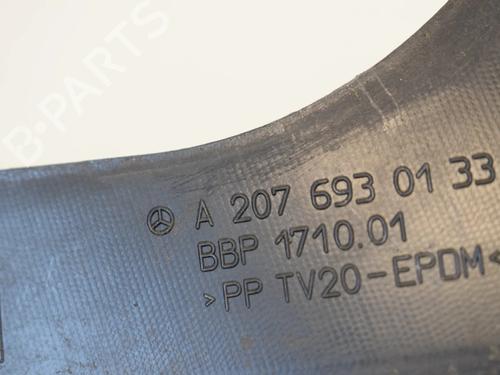 B-PARTS
A 207 693 01 33
BBP 1710.01
>PP TV20-EPDM<